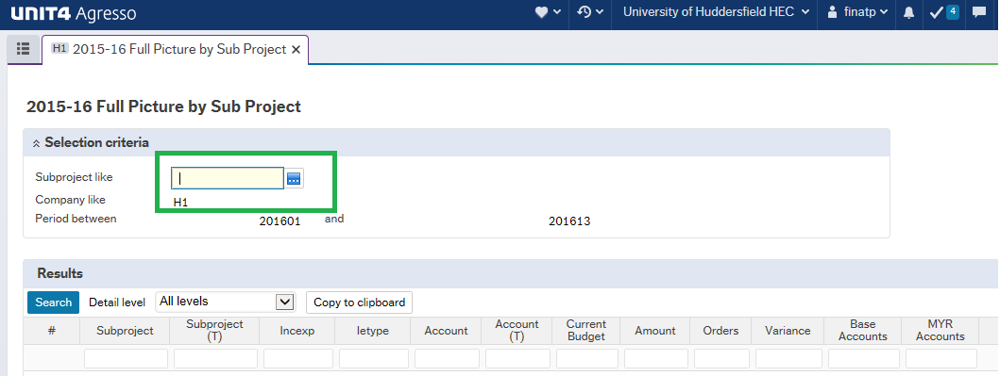 UNIT4 Agresso University of Huddersfield HEC finatp 4
H1 2015-16 Full Picture by Sub Project
2015-16 Full Picture by Sub Project
Selection criteria
Subproject like
Company like H1
Period between 201601 and 201613
Results
Search Detail level All levels Copy to clipboard
# Subproject Subproject (T) Incexp Ietype Account Account (T) Current Budget Amount Orders Variance Base Accounts MYR Accounts